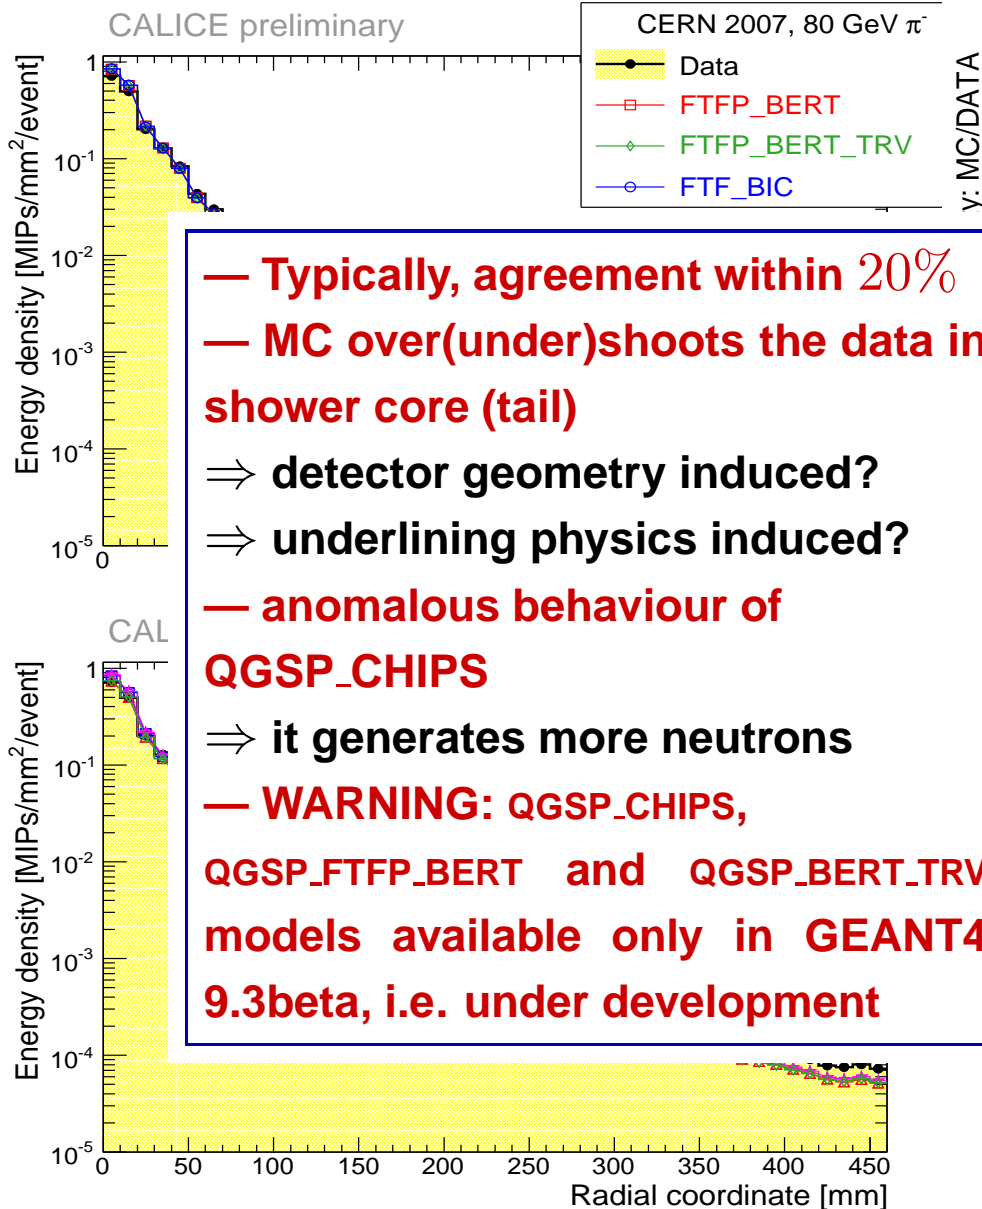 CALICE preliminary
CERN 2007, 80 GeV π-
Data
FTFP_BERT
FTFP_BERT_TRV
FTF_BIC
y: MC/DATA
Energy density [MIPs/mm²/event]
1
10⁻¹
10⁻²
10⁻³
10⁻⁴
10⁻⁵
0
— Typically, agreement within 20%
— MC over(under)shoots the data in
shower core (tail)
⇒ detector geometry induced?
⇒ underlining physics induced?
— anomalous behaviour of
QGSP_CHIPS
⇒ it generates more neutrons
— WARNING: QGSP_CHIPS,
QGSP_FTFP_BERT and QGSP_BERT_TRV
models available only in GEANT4
9.3beta, i.e. under development
CAL
Energy density [MIPs/mm²/event]
1
10⁻¹
10⁻²
10⁻³
10⁻⁴
10⁻⁵
0 50 100 150 200 250 300 350 400 450
Radial coordinate [mm]